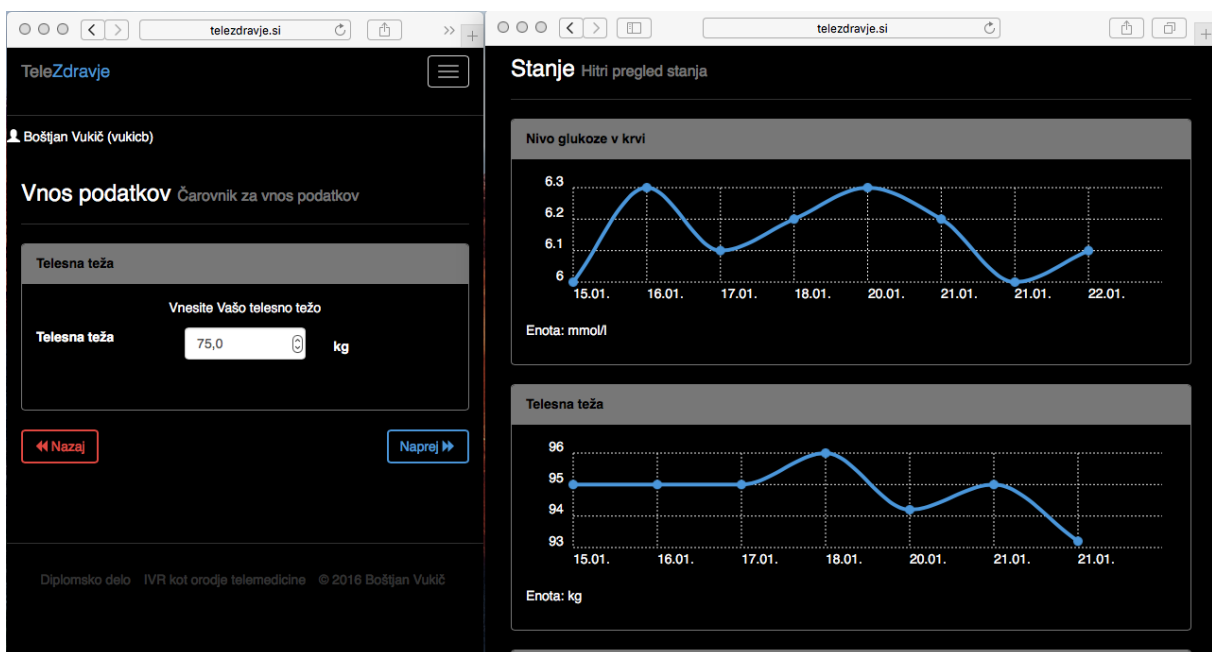 telezdravje.si
TeleZdravje
Boštjan Vukič (vukicb)
Vnos podatkov Čarovnik za vnos podatkov
Telesna teža
Vnesite Vašo telesno težo
Telesna teža 75,0 kg
Nazaj Naprej
Diplomsko delo IVR kot orodje telemedicine © 2016 Boštjan Vukič
telezdravje.si
Stanje Hitri pregled stanja
Nivo glukoze v krvi
6.3
6.2
6.1
6
15.01. 16.01. 17.01. 18.01. 20.01. 21.01. 21.01. 22.01.
Enota: mmol/l
Telesna teža
96
95
94
93
15.01. 16.01. 17.01. 18.01. 20.01. 21.01. 21.01.
Enota: kg